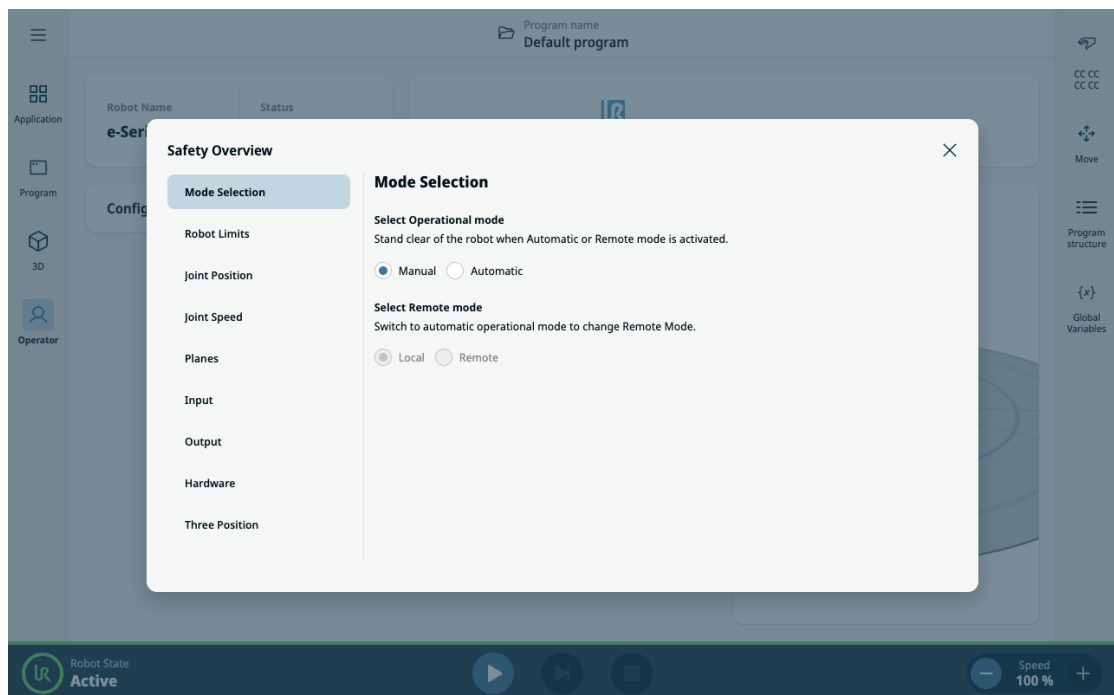 Program name
Default program
Application
Program
3D
Operator
Robot Name
Status
e-Seri
Config
Safety Overview
Mode Selection
Robot Limits
Joint Position
Joint Speed
Planes
Input
Output
Hardware
Three Position
Mode Selection
Select Operational mode
Stand clear of the robot when Automatic or Remote mode is activated.
Manual Automatic
Select Remote mode
Switch to automatic operational mode to change Remote Mode.
Local Remote
CC CC
CC CC
Move
Program
structure
{x}
Global
Variables
Robot State
Active
Speed
100 %